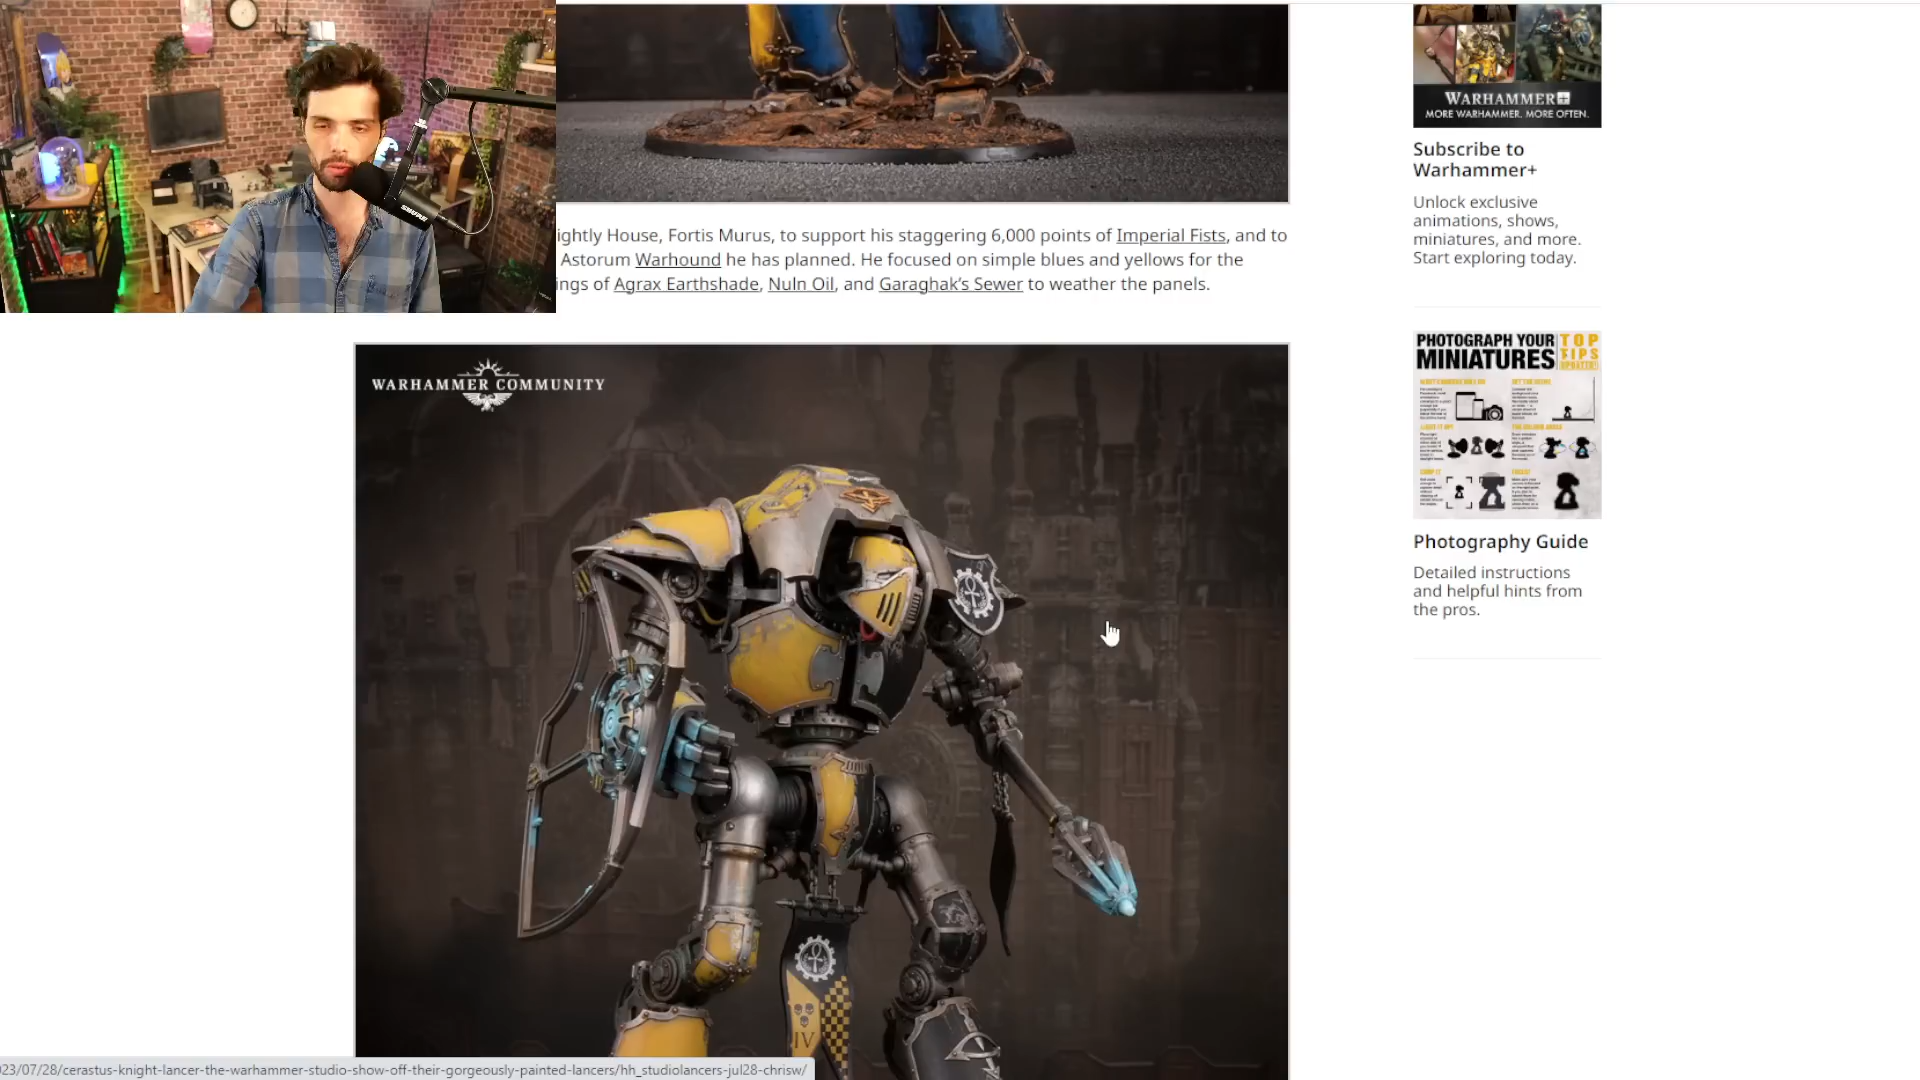 SHURE
ightly House, Fortis Murus, to support his staggering 6,000 points of Imperial Fists, and to
Astorum Warhound he has planned. He focused on simple blues and yellows for the
ings of Agrax Earthshade, Nuln Oil, and Garaghak's Sewer to weather the panels.
WARHAMMER COMMUNITY
IV
WARHAMMER+
MORE WARHAMMER. MORE OFTEN.
Subscribe to
Warhammer+
Unlock exclusive
animations, shows,
miniatures, and more.
Start exploring today.
PHOTOGRAPH YOUR
MINIATURES
TOP
TIPS
UPDATED!
Photography Guide
Detailed instructions
and helpful hints from
the pros.
23/07/28/cerastus-knight-lancer-the-warhammer-studio-show-off-their-gorgeously-painted-lancers/hh_studiolancers-jul28-chrisw/